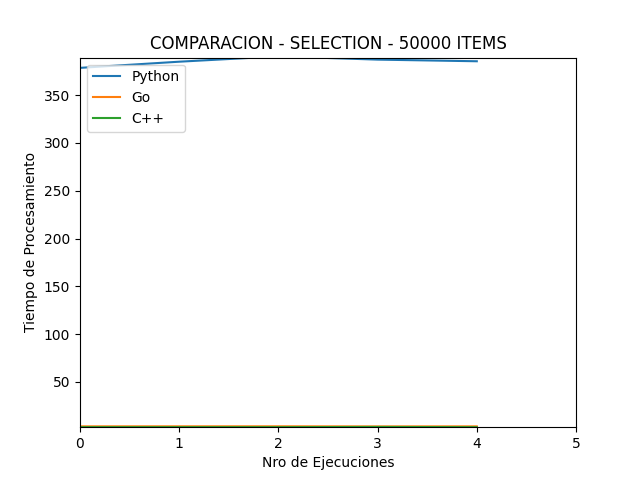 COMPARACION - SELECTION - 50000 ITEMS
Python
Go
C++
350
300
250
200
150
100
50
Tiempo de Procesamiento
0 1 2 3 4 5
Nro de Ejecuciones